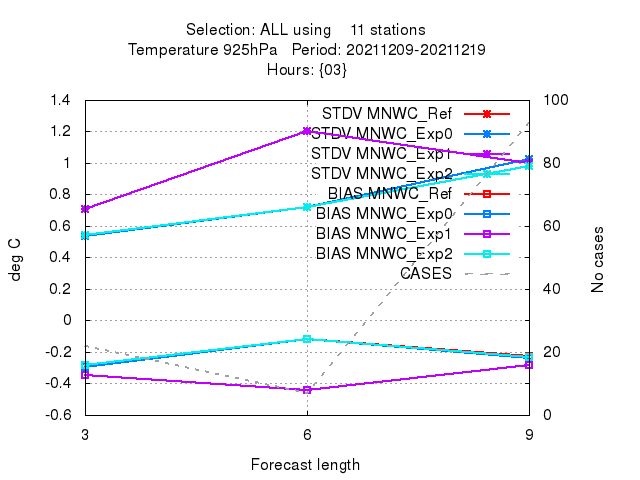 Selection: ALL using    11 stations
Temperature 925hPa   Period: 20211209-20211219
Hours: {03}
1.4
1.2
1
0.8
0.6
0.4
0.2
0
-0.2
-0.4
-0.6
deg C
STDV MNWC_Ref
STDV MNWC_Exp0
STDV MNWC_Exp1
STDV MNWC_Exp2
BIAS MNWC_Ref
BIAS MNWC_Exp0
BIAS MNWC_Exp1
BIAS MNWC_Exp2
CASES
100
80
60
40
20
0
No cases
3 6 9
Forecast length